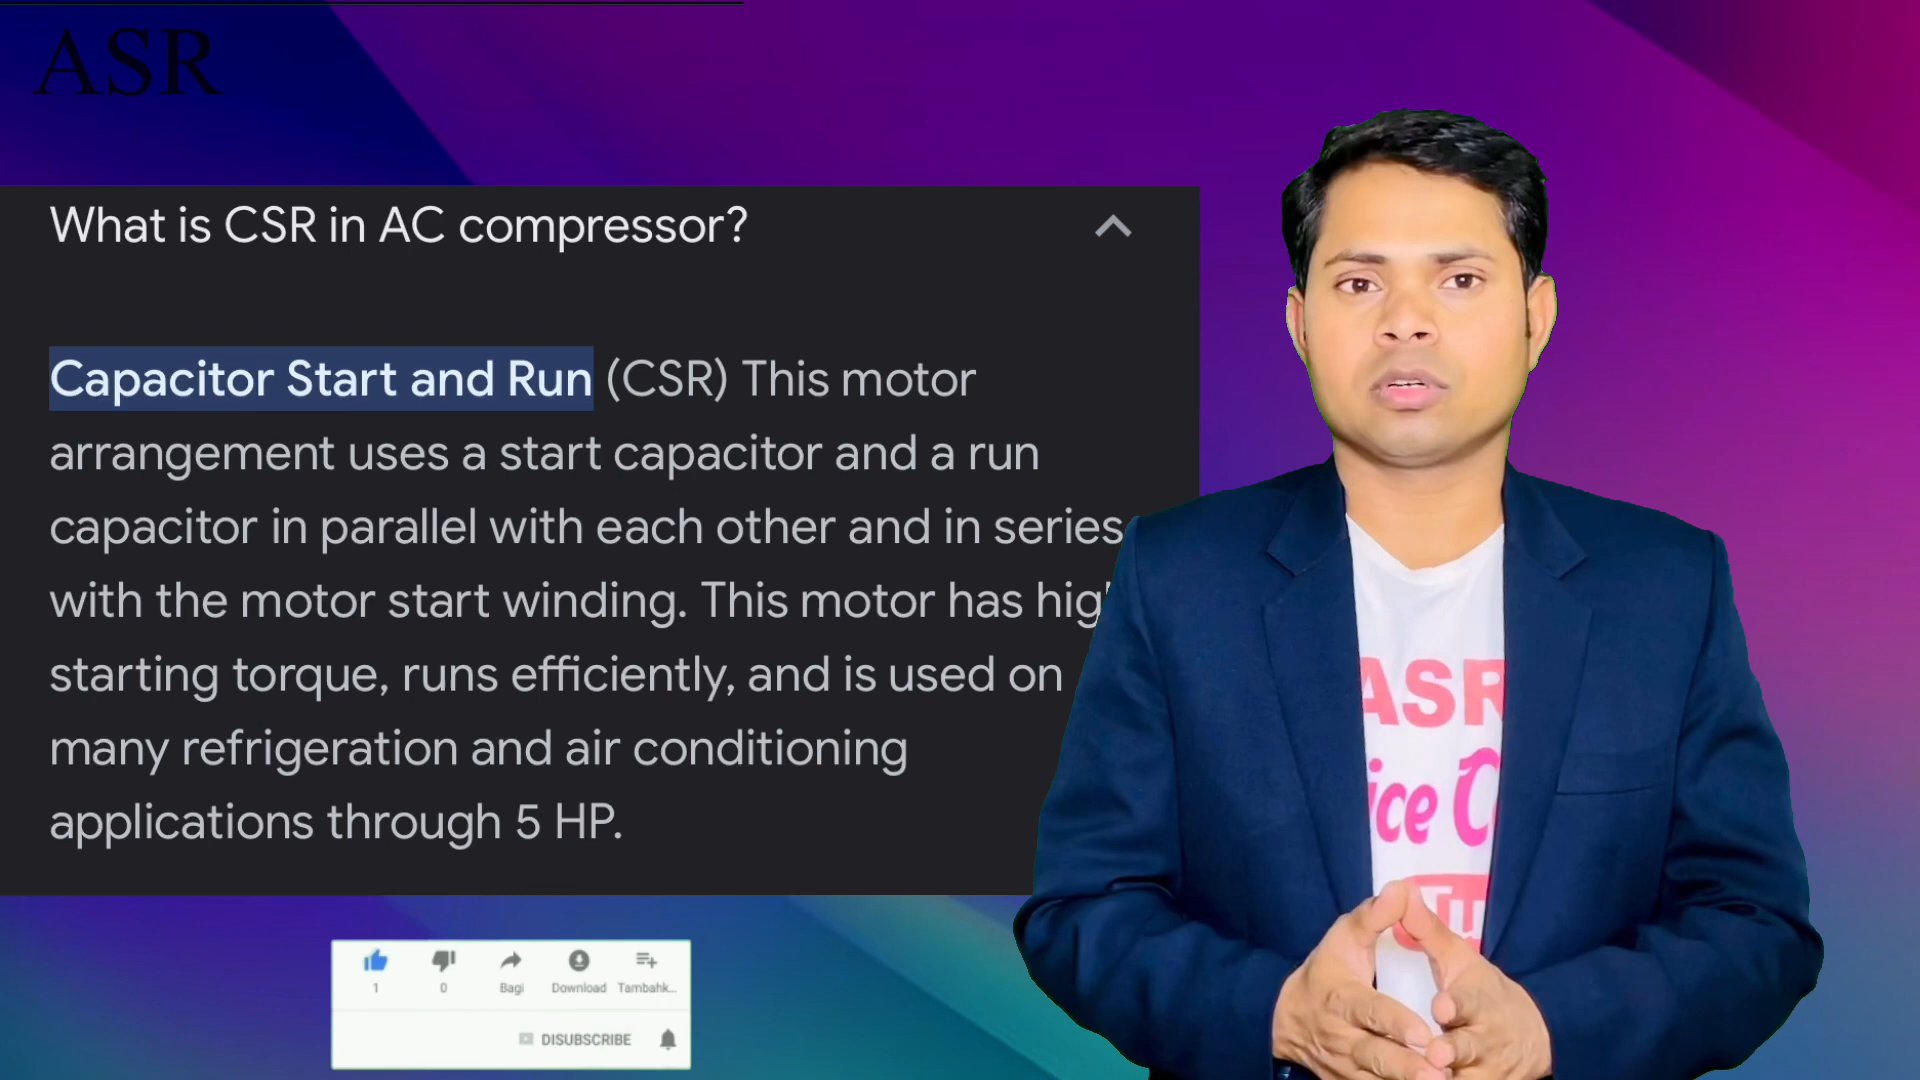 ASR
What is CSR in AC compressor?
Capacitor Start and Run (CSR) This motor
arrangement uses a start capacitor and a run
capacitor in parallel with each other and in series
with the motor start winding. This motor has hig
starting torque, runs efficiently, and is used on
many refrigeration and air conditioning
applications through 5 HP.
ASR
ice C
1 0 Bagi Download Tambahk...
DISUBSCRIBE